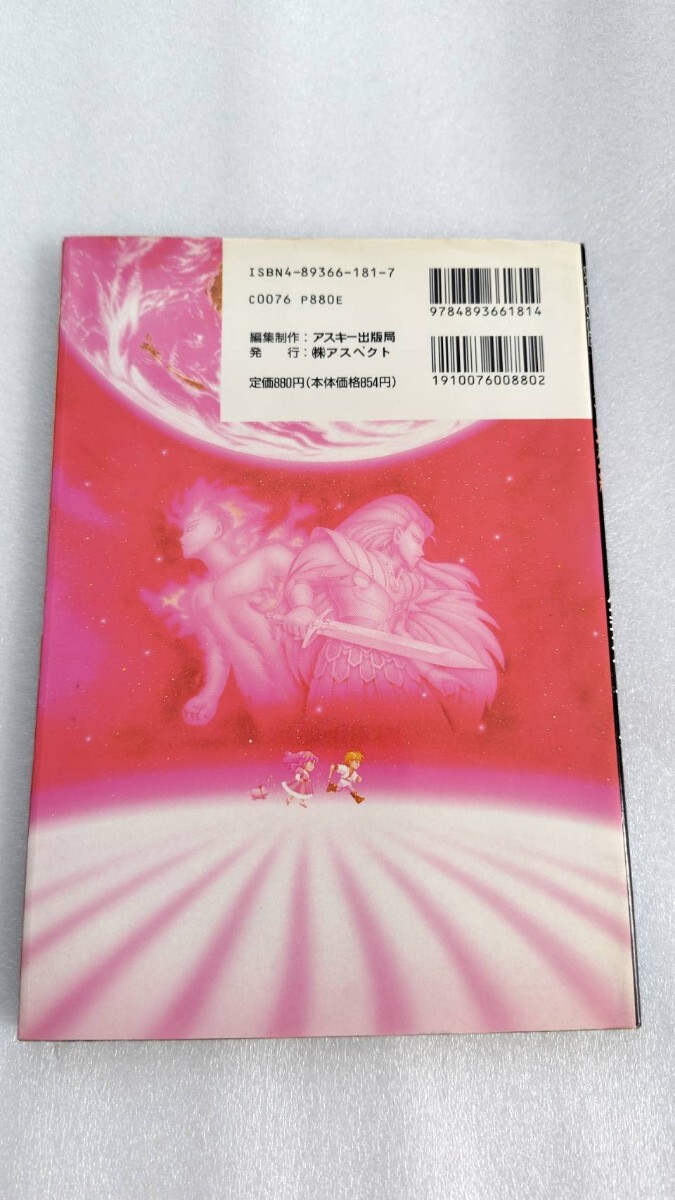 ISBN4-89366-181-7
C0076 P880E
編集制作：アスキー出版局
発　　行：㈱アスペクト
定価880円(本体価格854円)
9784893661814
1910076008802